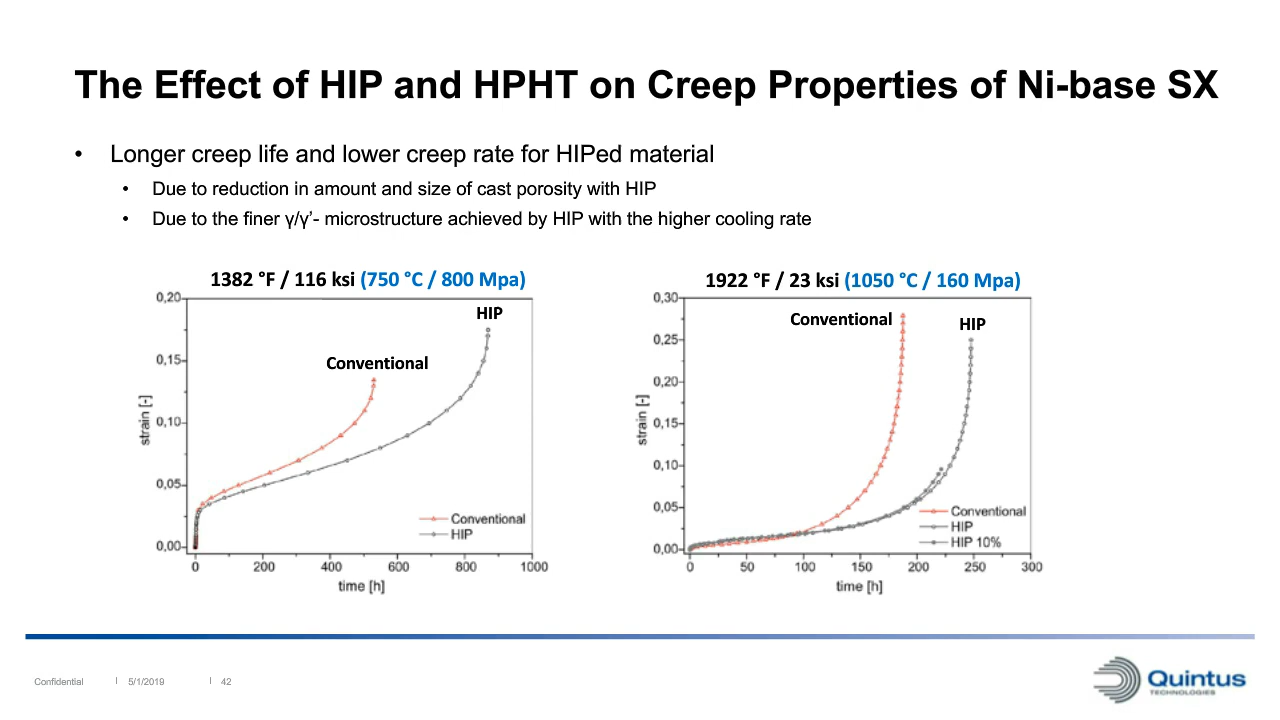 The Effect of HIP and HPHT on Creep Properties of Ni-base SX
• Longer creep life and lower creep rate for HIPed material
• Due to reduction in amount and size of cast porosity with HIP
• Due to the finer γ/γ’- microstructure achieved by HIP with the higher cooling rate
1382 °F / 116 ksi (750 °C / 800 Mpa)
0,20
0,15
0,10
0,05
0,00
strain [-]
HIP
Conventional
Conventional
HIP
0 200 400 600 800 1000
time [h]
1922 °F / 23 ksi (1050 °C / 160 Mpa)
0,30
0,25
0,20
0,15
0,10
0,05
0,00
strain [-]
Conventional
HIP
Conventional
HIP
HIP 10%
0 50 100 150 200 250 300
time [h]
Confidential | 5/1/2019 | 42
Quintus
TECHNOLOGIES